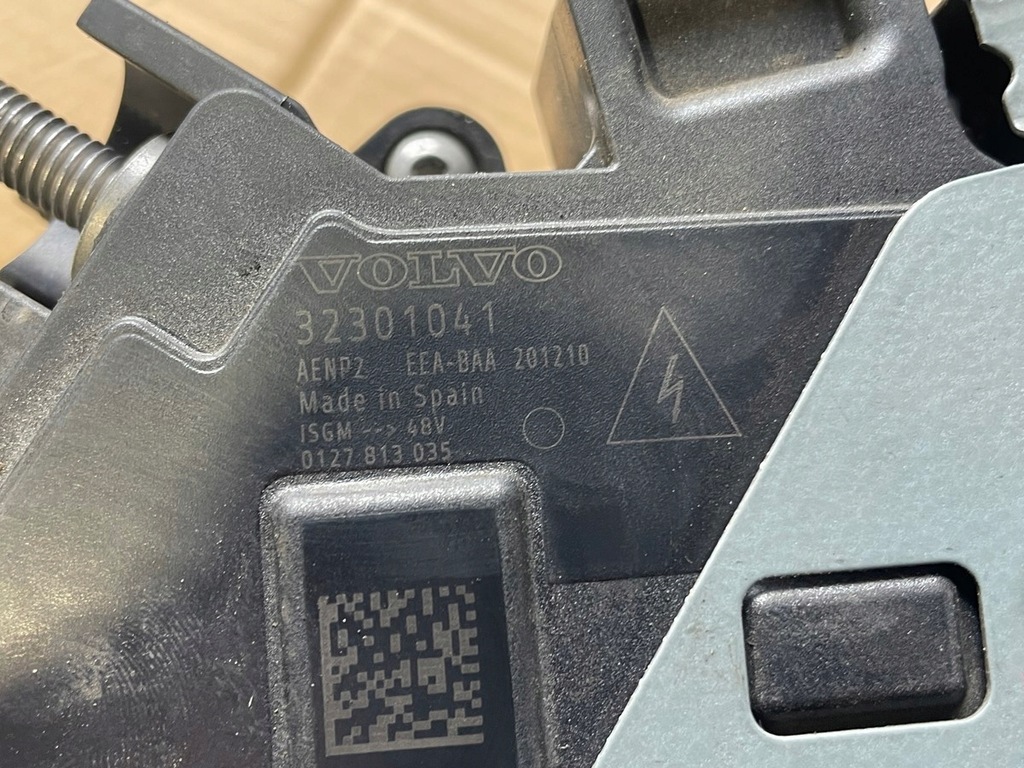 VOLVO
32301041
AENP2 EEA-BAA 201210
Made in Spain
ISGM --> 48V
0127 813 035